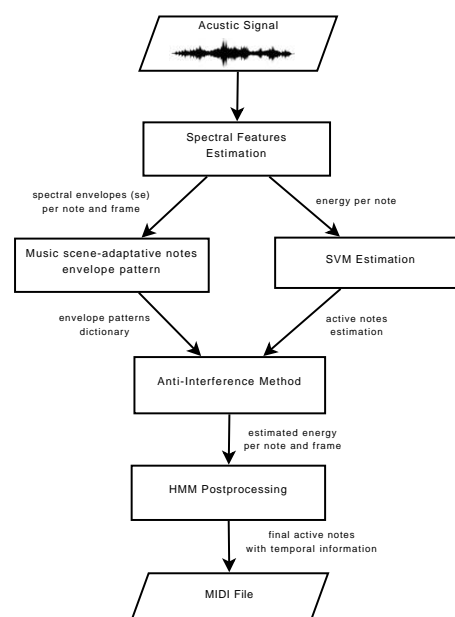 Acustic Signal
Spectral Features
Estimation
spectral envelopes (se)
per note and frame
energy per note
Music scene-adaptative notes
envelope pattern
SVM Estimation
envelope patterns
dictionary
active notes
estimation
Anti-Interference Method
estimated energy
per note and frame
HMM Postprocessing
final active notes
with temporal information
MIDI File